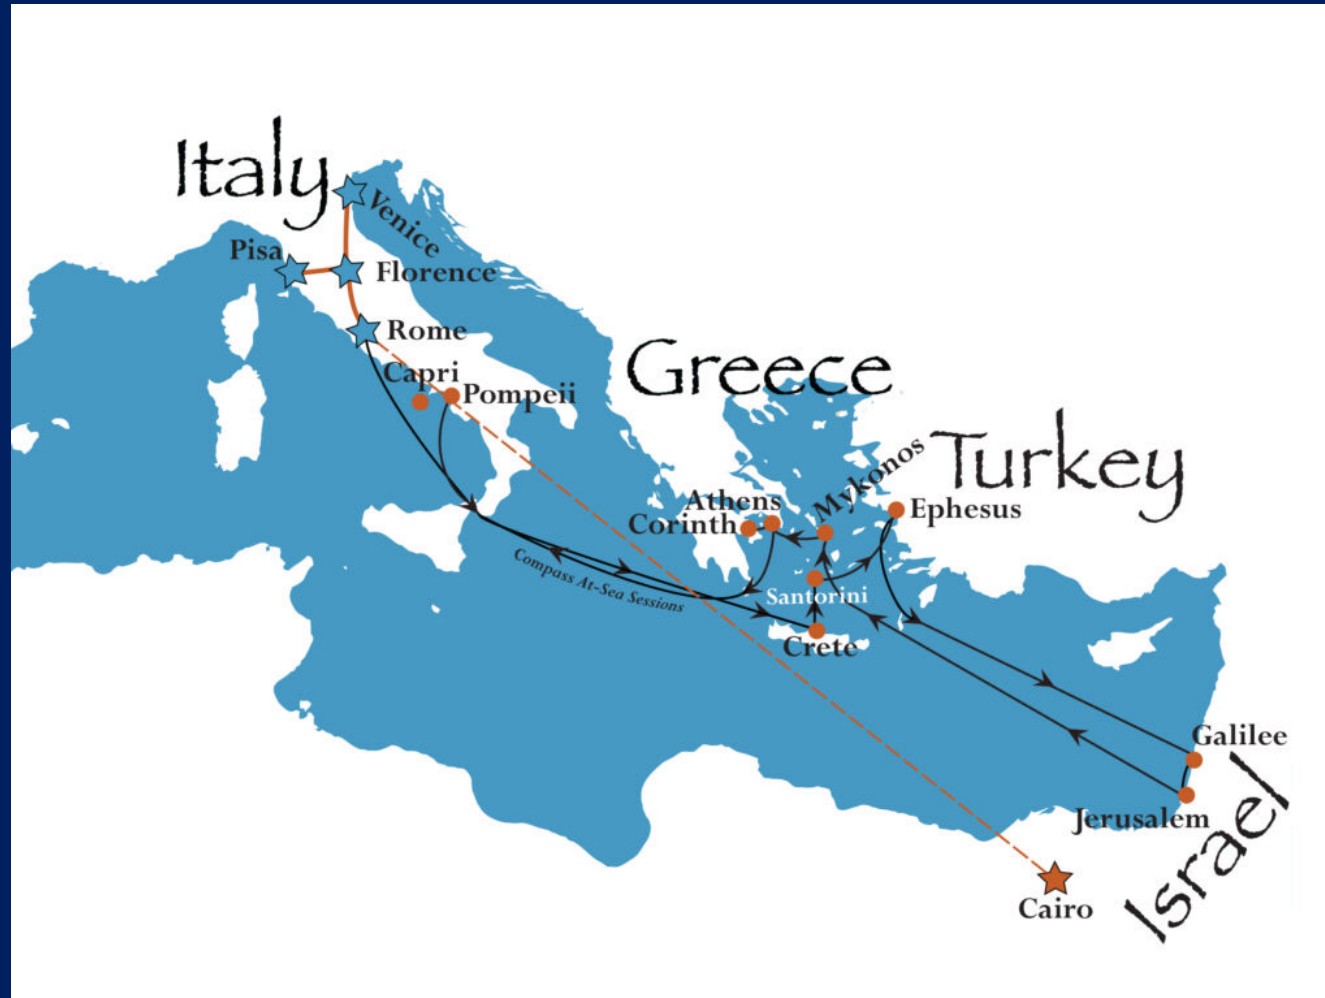 Italy
Venice
Pisa
Florence
Rome
Capri
Pompeii
Greece
Turkey
Mykonos
Athens
Corinth
Ephesus
Compass At-Sea Sessions
Santorini
Crete
Galilee
Jerusalem
Israel
Cairo